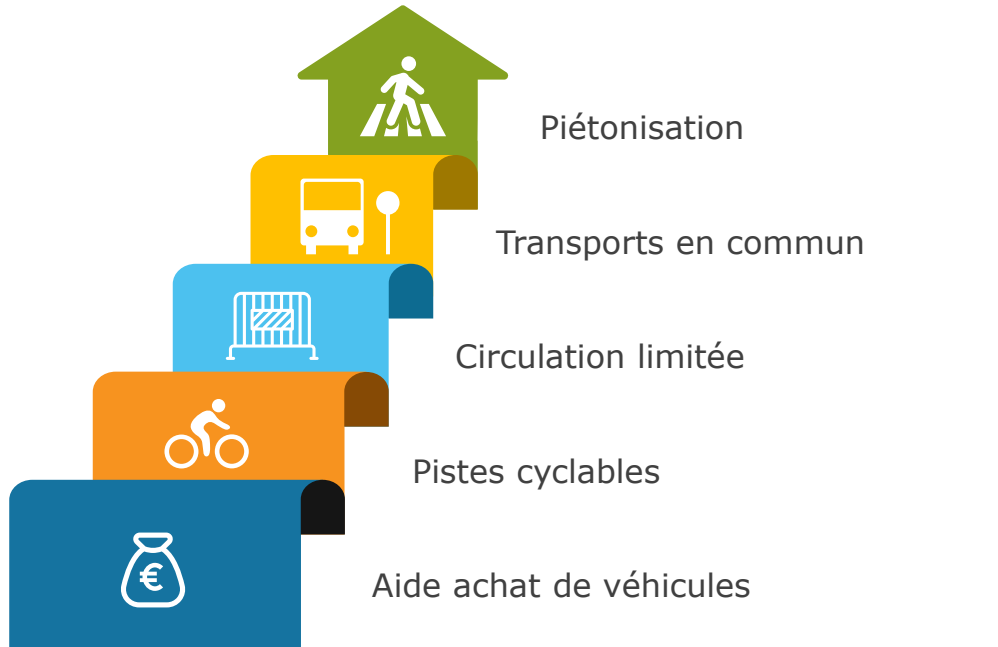 Piétonisation
Transports en commun
Circulation limitée
Pistes cyclables
€
Aide achat de véhicules